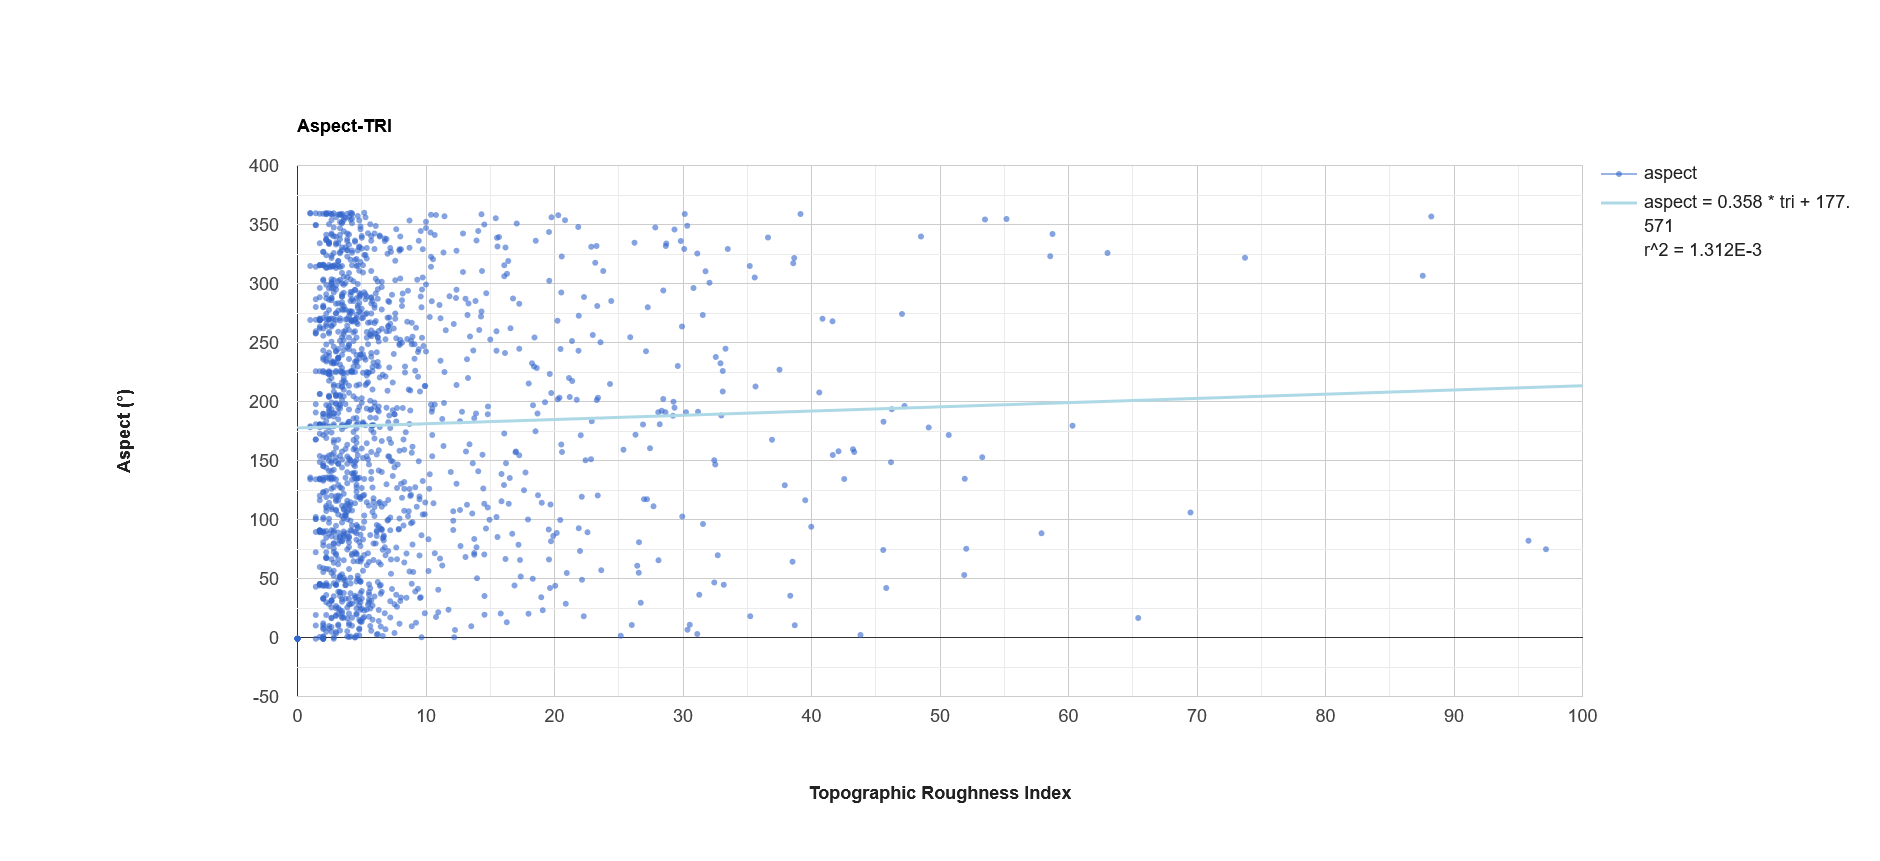 Aspect-TRI
400
350
300
250
200
150
100
50
0
-50
0 10 20 30 40 50 60 70 80 90 100
Aspect (°)
Topographic Roughness Index
aspect
aspect = 0.358 * tri + 177.
571
r^2 = 1.312E-3